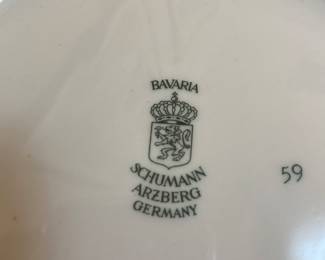 BAVARIA
SCHUMANN
ARZBERG
GERMANY
59